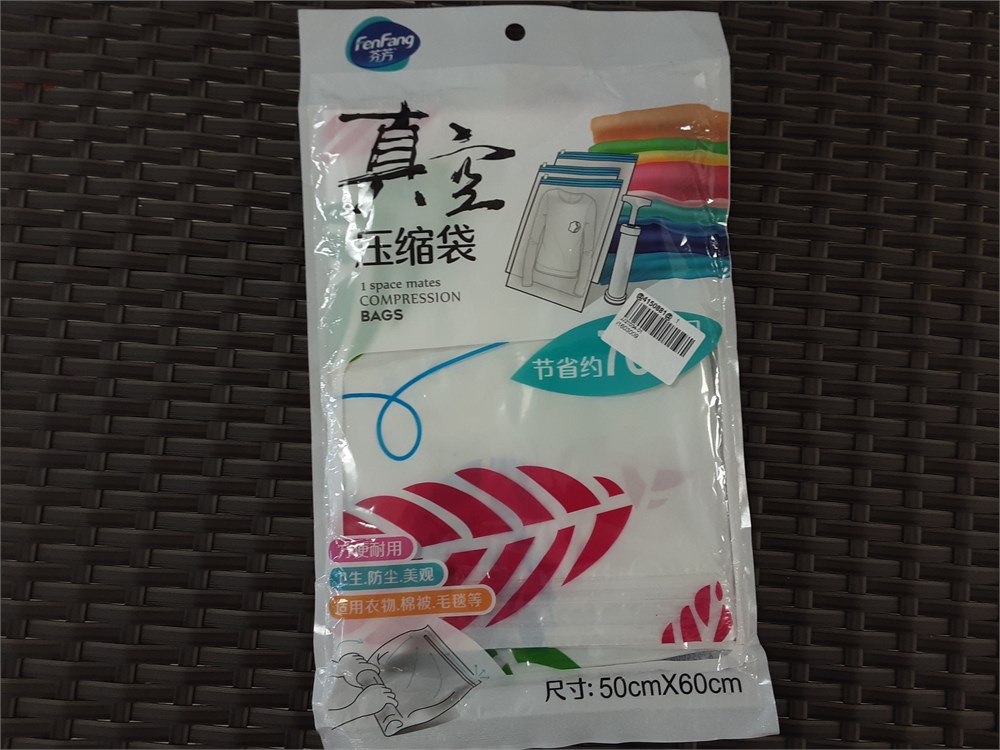 FenFang
芬芳
真空
压缩袋
1 space mates
COMPRESSION
BAGS
节省约
方便耐用
卫生.防尘.美观
适用衣物.棉被.毛毯等
尺寸: 50cmX60cm